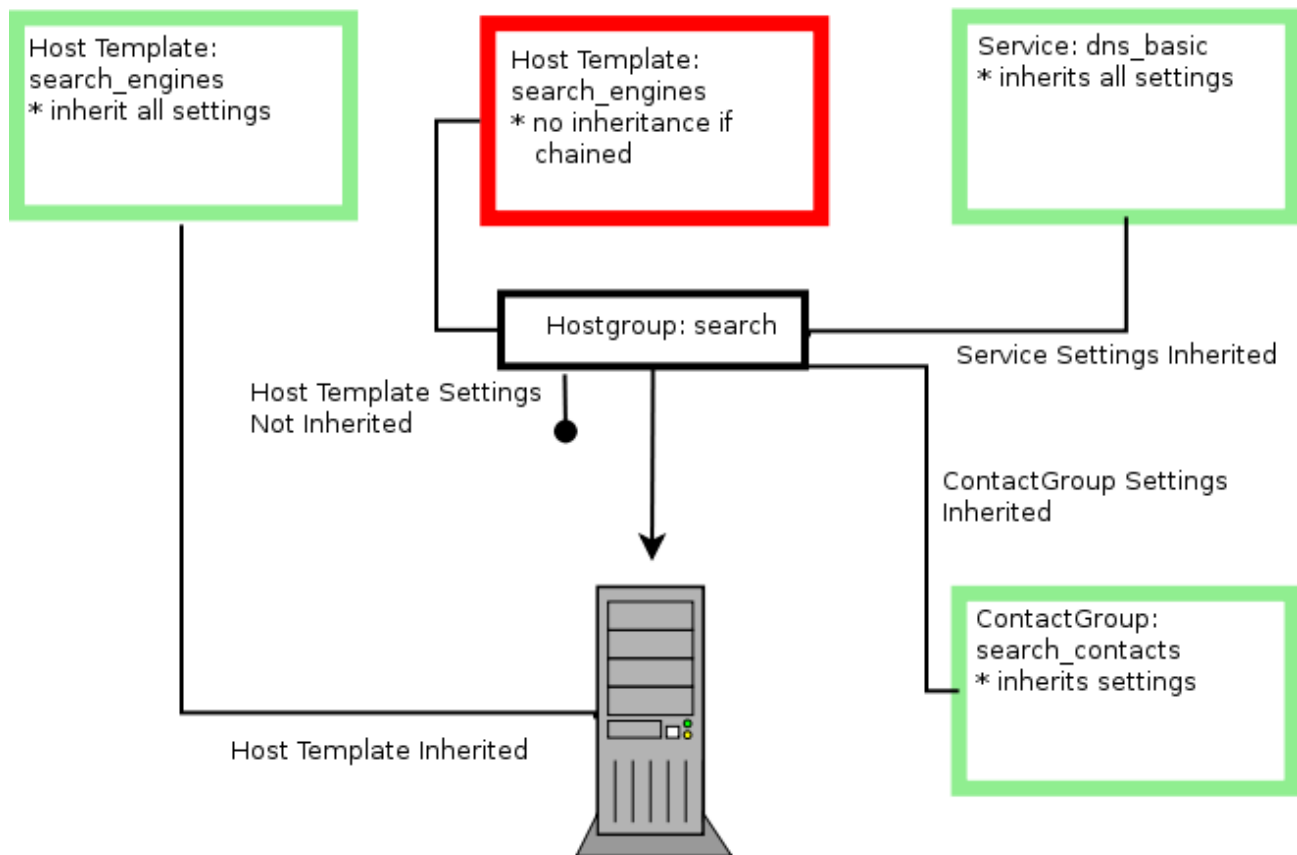 Host Template:
search_engines
* inherit all settings
Host Template:
search_engines
* no inheritance if
chained
Service: dns_basic
* inherits all settings
Hostgroup: search
Service Settings Inherited
Host Template Settings
Not Inherited
ContactGroup Settings
Inherited
ContactGroup:
search_contacts
* inherits settings
Host Template Inherited